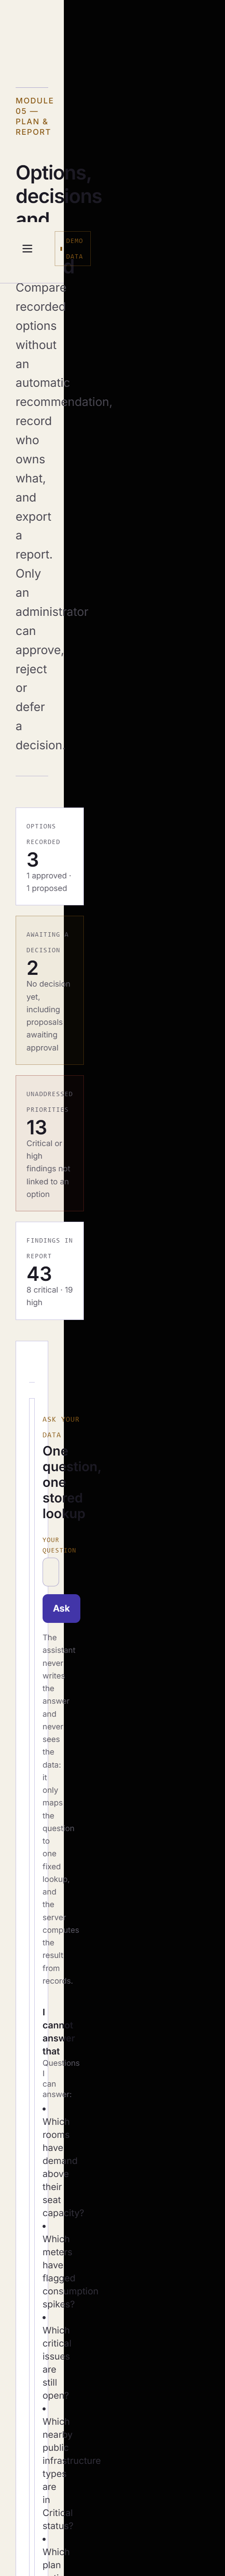 MODULE
05 —
PLAN &
REPORT
Options,
decisions
and
DEMO
DATA
Compare
recorded
options
without
an
automatic
recommendation,
record
who
owns
what,
and
export
a
report.
Only
an
administrator
can
approve,
reject
or
defer
a
decision.
OPTIONS
RECORDED
3
1 approved ·
1 proposed
AWAITING A
DECISION
2
No decision
yet,
including
proposals
awaiting
approval
UNADDRESSED
PRIORITIES
13
Critical or
high
findings not
linked to an
option
FINDINGS IN
REPORT
43
8 critical · 19
high
ASK YOUR
DATA
One
question,
one
stored
lookup
YOUR
QUESTION
Ask
The
assistant
never
writes
the
answer
and
never
sees
the
data:
it
only
maps
the
question
to
one
fixed
lookup,
and
the
server
computes
the
result
from
records.
I
cannot
answer
that
Questions
I
can
answer:
•
Which
rooms
have
demand
above
their
seat
capacity?
•
Which
meters
have
flagged
consumption
spikes?
•
Which
critical
issues
are
still
open?
•
Which
nearby
public
infrastructure
types
are
in
Critical
status?
•
Which
plan